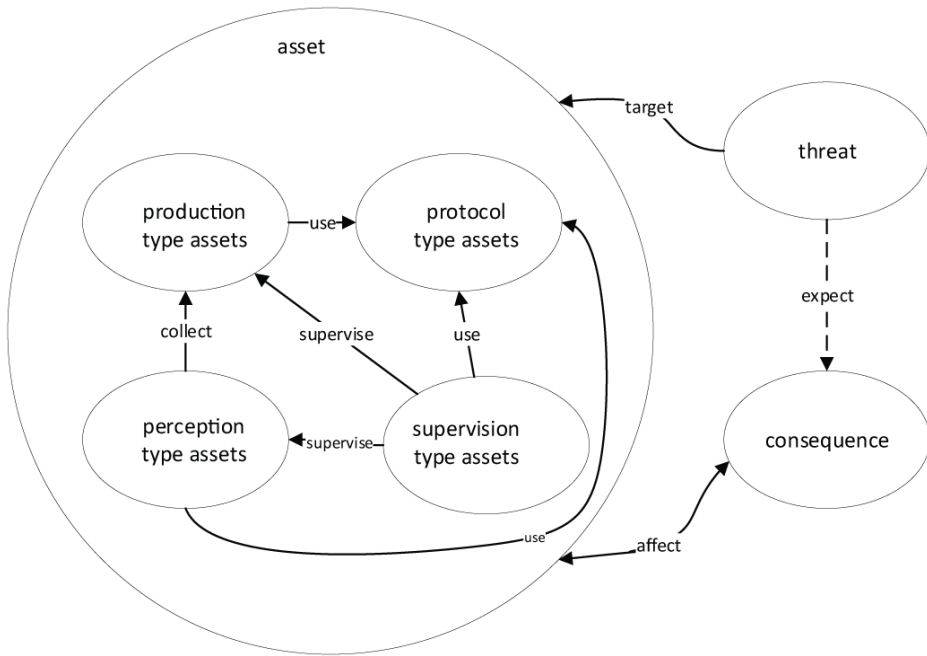 asset
target
threat
production
type assets
use
protocol
type assets
collect
supervise
use
expect
perception
type assets
supervise
supervision
type assets
consequence
use
affect